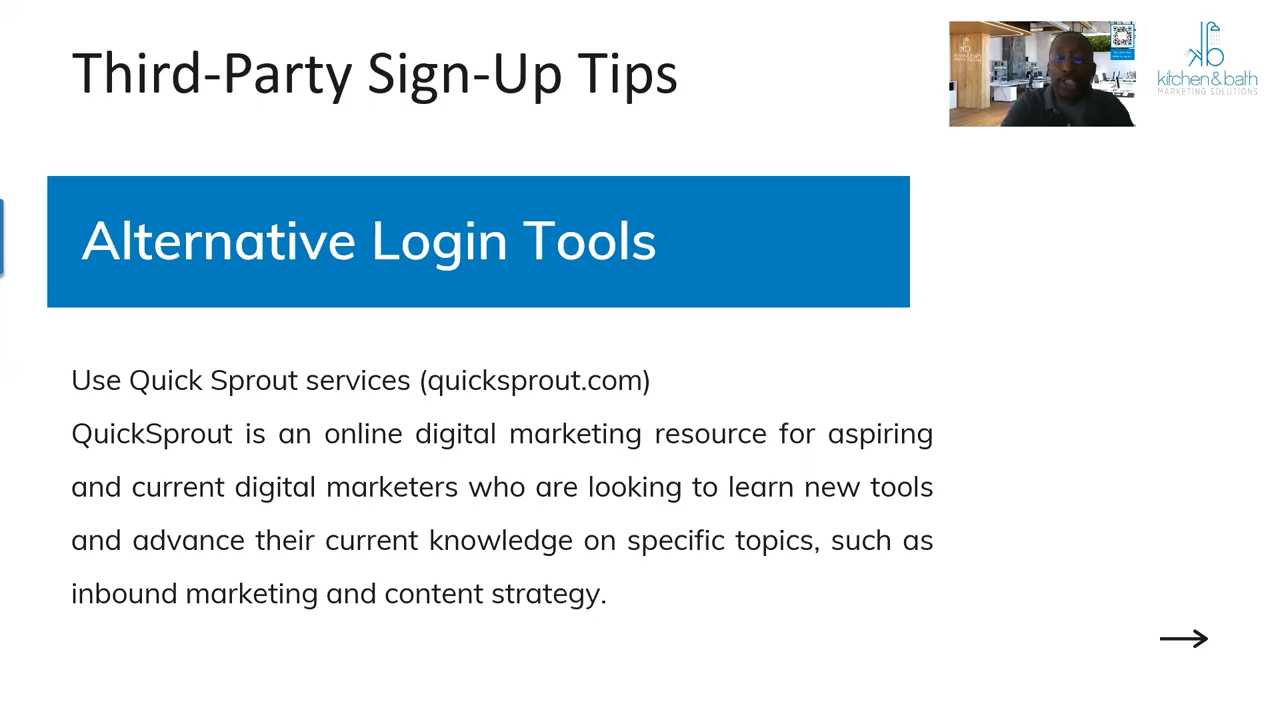 Third-Party Sign-Up Tips
kitchen & bath
MARKETING SOLUTIONS
Alternative Login Tools
Use Quick Sprout services (quicksprout.com)
QuickSprout is an online digital marketing resource for aspiring
and current digital marketers who are looking to learn new tools
and advance their current knowledge on specific topics, such as
inbound marketing and content strategy.